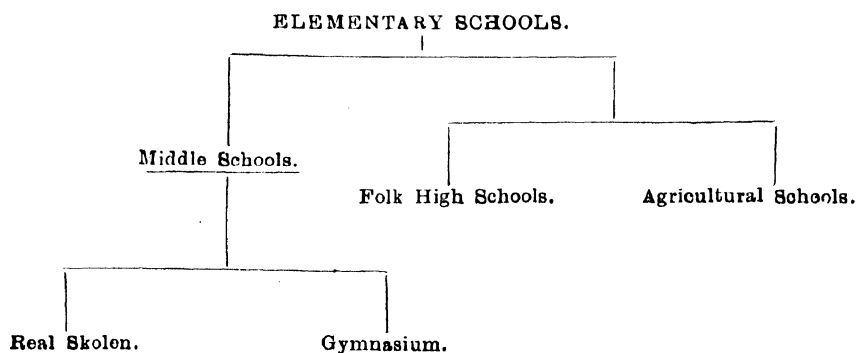 ELEMENTARY SCHOOLS.
Middle Schools.
Folk High Schools. Agricultural Schools.
Real Skolen. Gymnasium.